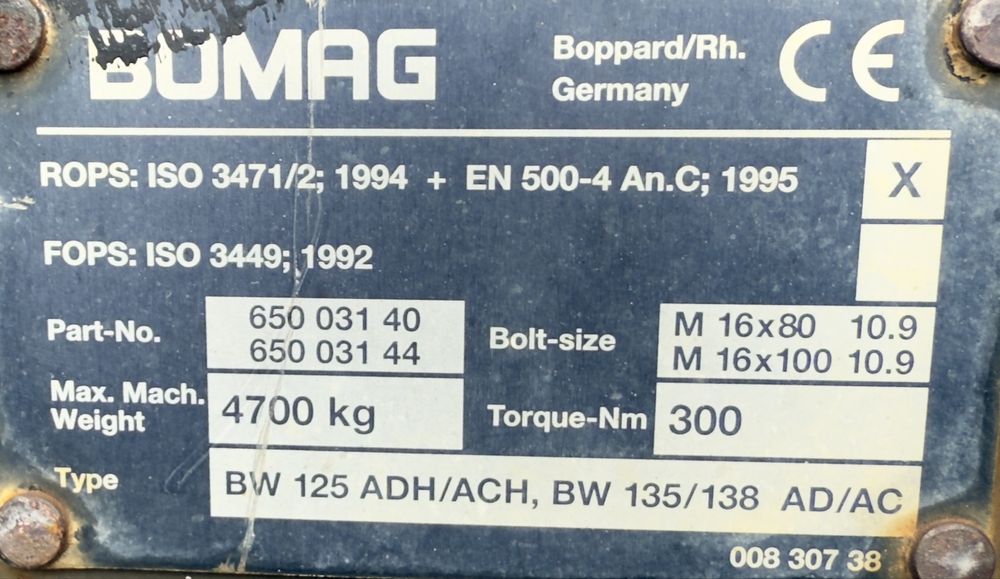 BOMAG
Boppard/Rh.
Germany
CE
ROPS: ISO 3471/2; 1994 + EN 500-4 An.C; 1995 X
FOPS: ISO 3449; 1992
Part-No. 650 031 40
650 031 44
Bolt-size M 16x80 10.9
M 16x100 10.9
Max. Mach.
Weight 4700 kg
Torque-Nm 300
Type BW 125 ADH/ACH, BW 135/138 AD/AC
008 307 38